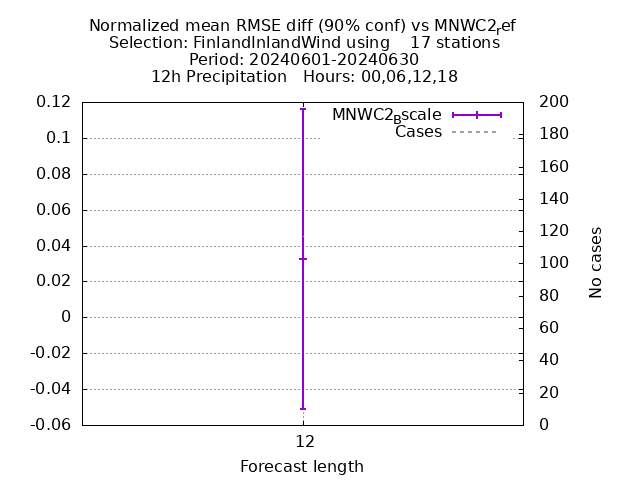 Normalized mean RMSE diff (90% conf) vs MNWC2ref
Selection: FinlandInlandWind using 17 stations
Period: 20240601-20240630
12h Precipitation Hours: 00,06,12,18
MNWC2Bscale
Cases
0.12
0.1
0.08
0.06
0.04
0.02
0
-0.02
-0.04
-0.06
200
180
160
140
120
100
80
60
40
20
0
No cases
12
Forecast length